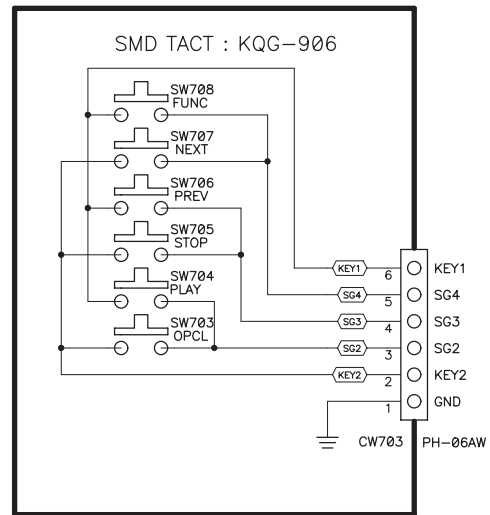 SMD TACT : KQG-906
SW708
FUNC
SW707
NEXT
SW706
PREV
SW705
STOP
SW704
PLAY
SW703
OPCL
KEY1 6 KEY1
SG4 5 SG4
SG3 4 SG3
SG2 3 SG2
KEY2 2 KEY2
1 GND
CW703 PH-06AW